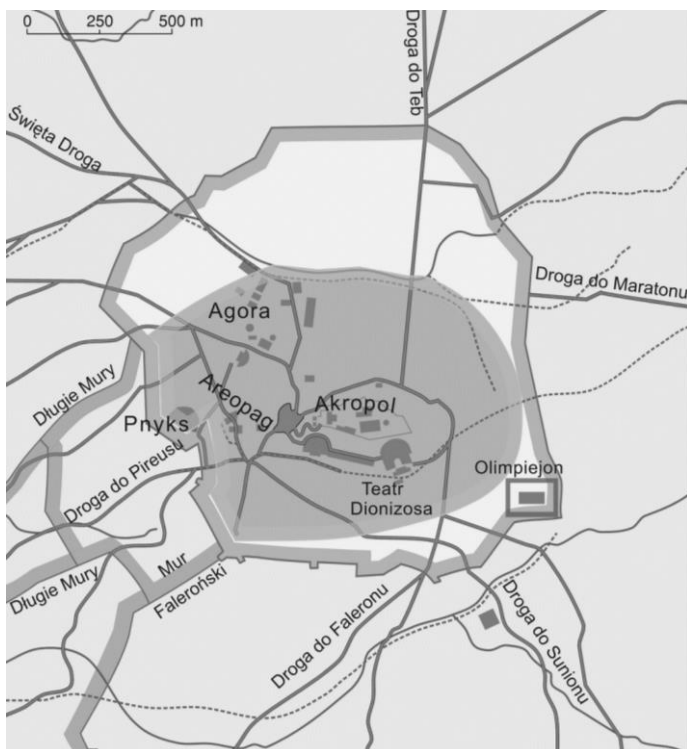 0 250 500 m
Droga do Teb
Święta Droga
Droga do Maratonu
Agora
Areopag
Akropol
Długie Mury
Pnyks
Olimpiejon
Droga do Pireusu
Teatr
Dionizosa
Mur
Faleroński
Długie Mury
Droga do Faleronu
Droga do Sunionu